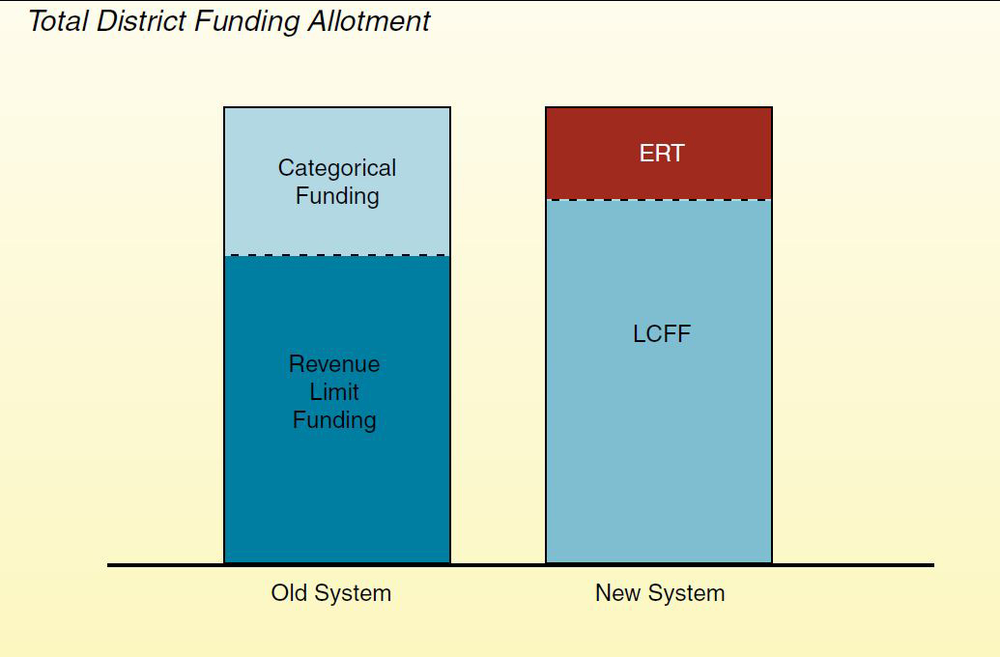 Total District Funding Allotment
Categorical
Funding
Revenue
Limit
Funding
ERT
LCFF
Old System
New System